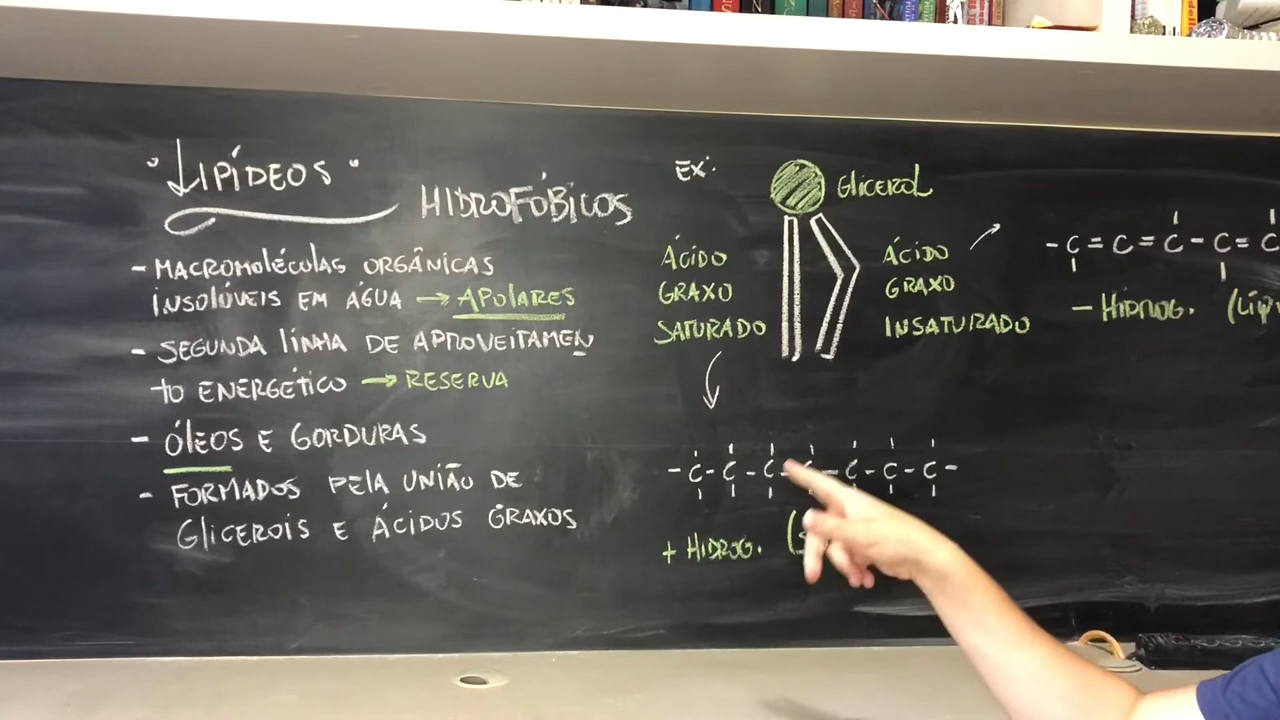 "LIPÍDEOS"
HIDROFÓBICOS
- MACROMOLÉCULAS ORGÂNICAS
INSOLÚVEIS EM ÁGUA → APOLARES
- SEGUNDA LINHA DE APROVEITAMEN
TO ENERGÉTICO → RESERVA
- ÓLEOS E GORDURAS
- FORMADOS PELA UNIÃO DE
GLICEROIS E ÁCIDOS GRAXOS
EX:
GLICEROL
ÁCIDO
GRAXO
SATURADO
ÁCIDO
GRAXO
INSATURADO
- C = C = C - C = C
- HIDROG.
- C - C - C - C - C - C - C -
+ HIDROG.